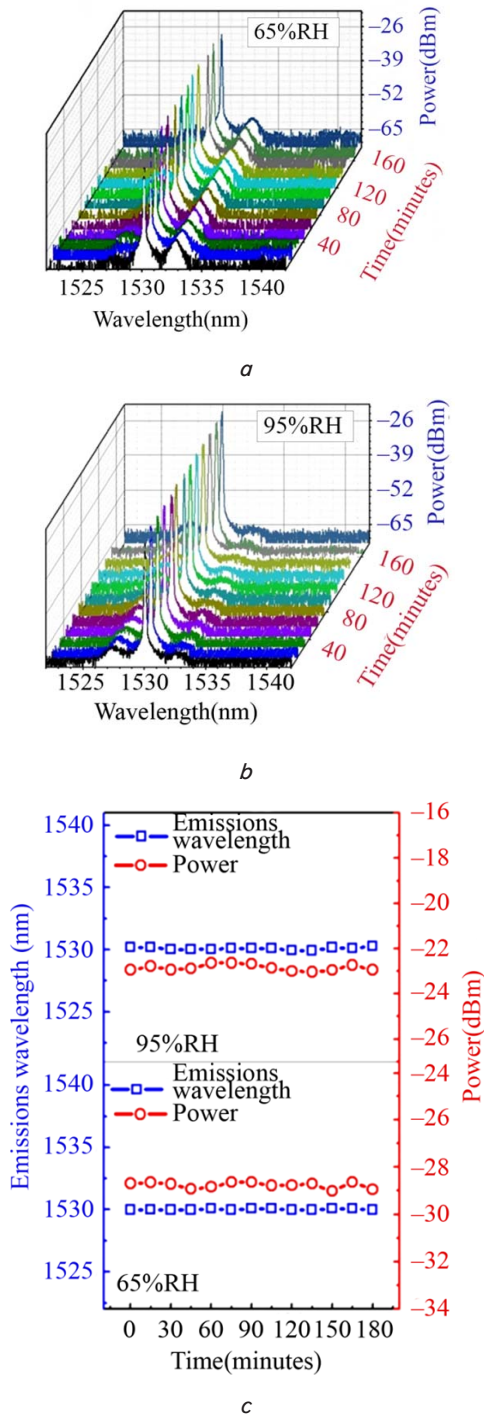 65%RH
−26
−39
−52
−65
Power(dBm)
160
120
80
40
Time(minutes)
1525 1530 1535 1540
Wavelength(nm)
a
95%RH
−26
−39
−52
−65
Power(dBm)
160
120
80
40
Time(minutes)
1525 1530 1535 1540
Wavelength(nm)
b
Emissions wavelength (nm)
1540
1535
1530
1525
1540
1535
1530
1525
Emissions
wavelength
Power
95%RH
Emissions
wavelength
Power
65%RH
−16
−18
−20
−22
−23
−26
−24
−26
−28
−30
−32
−34
Power(dBm)
0 30 60 90 120 150 180
Time(minutes)
c